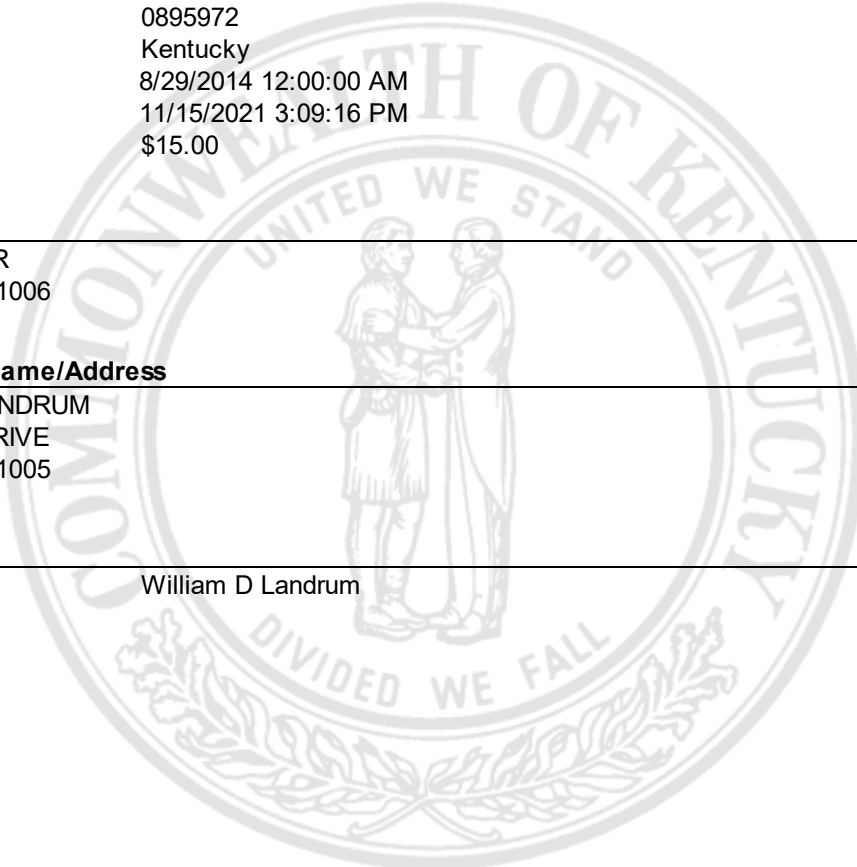 0895972
Kentucky
8/29/2014 12:00:00 AM
11/15/2021 3:09:16 PM
$15.00
COMMONWEALTH OF KENTUCKY
UNITED WE STAND
R
1006
ame/Address
NDRUM
RIVE
1005
William D Landrum
DIVIDED WE FALL